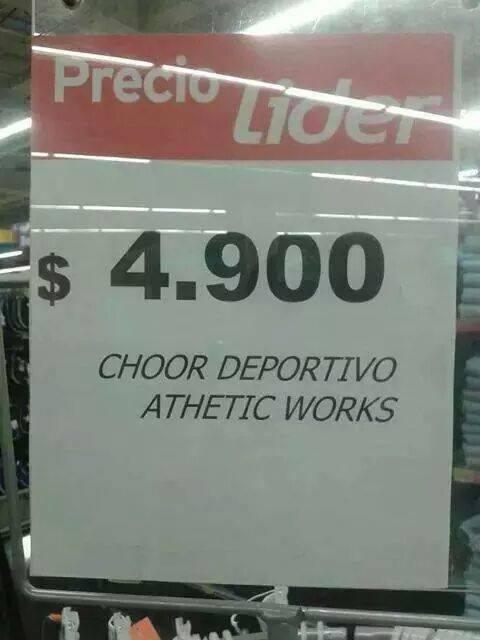 Precio Lider
$ 4.900
CHOOR DEPORTIVO
ATHETIC WORKS